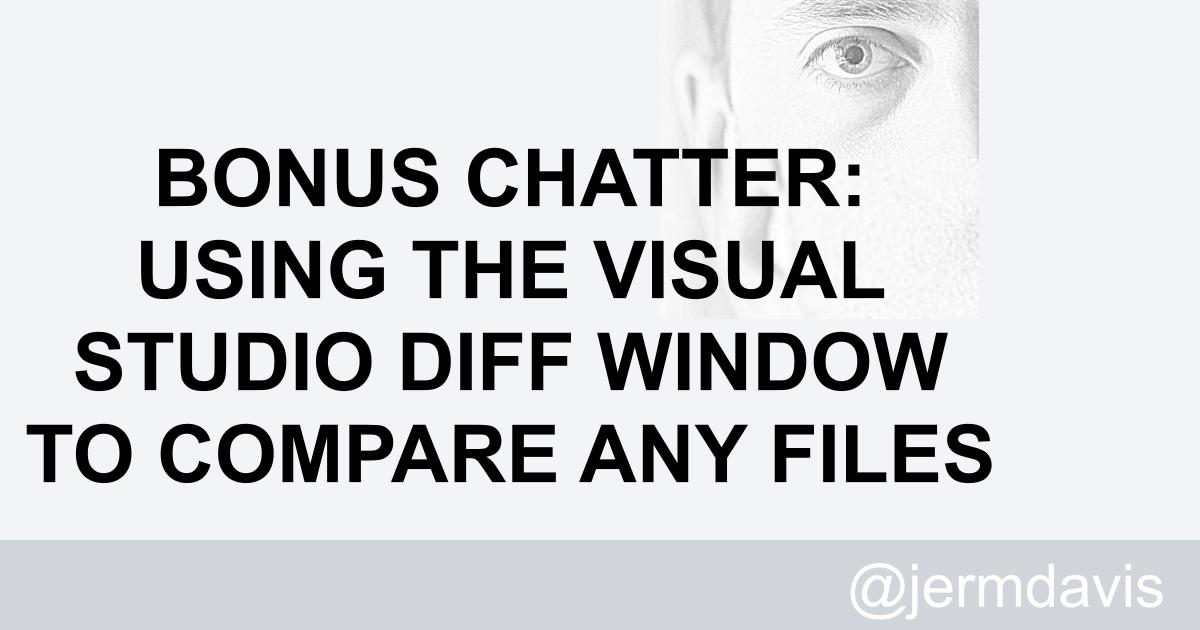 BONUS CHATTER:
USING THE VISUAL
STUDIO DIFF WINDOW
TO COMPARE ANY FILES
@jermdavis